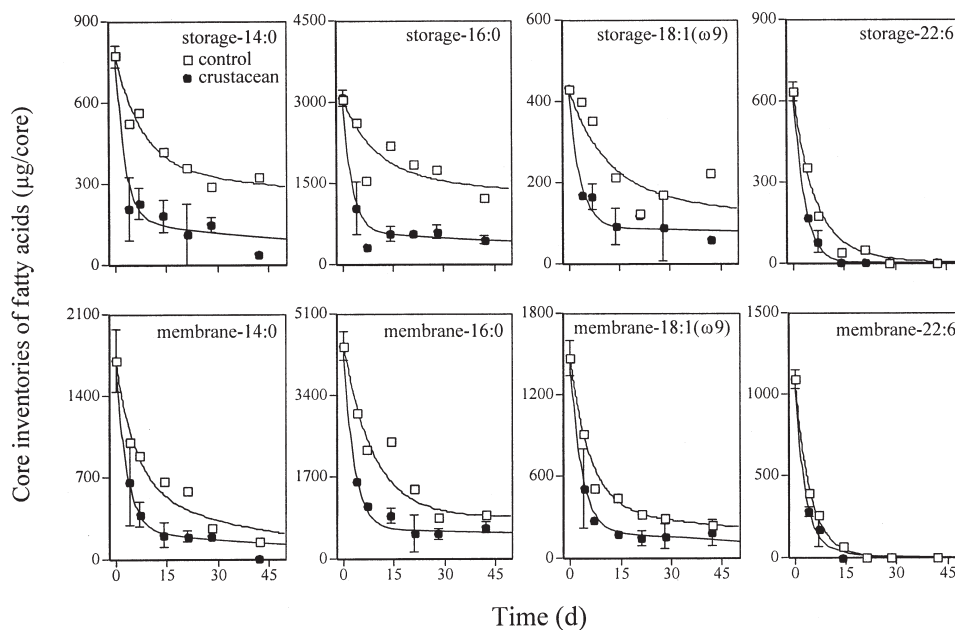 Core inventories of fatty acids (µg/core)
900
600
300
0
storage-14:0
control
crustacean
4500
3000
1500
0
storage-16:0
600
400
200
0
storage-18:1(ω9)
900
600
300
0
storage-22:6
2100
1400
700
0
membrane-14:0
0 15 30 45
5100
3400
1700
0
membrane-16:0
0 15 30 45
1800
1200
600
0
membrane-18:1(ω9)
0 15 30 45
1500
1000
500
0
membrane-22:6
0 15 30 45
Time (d)